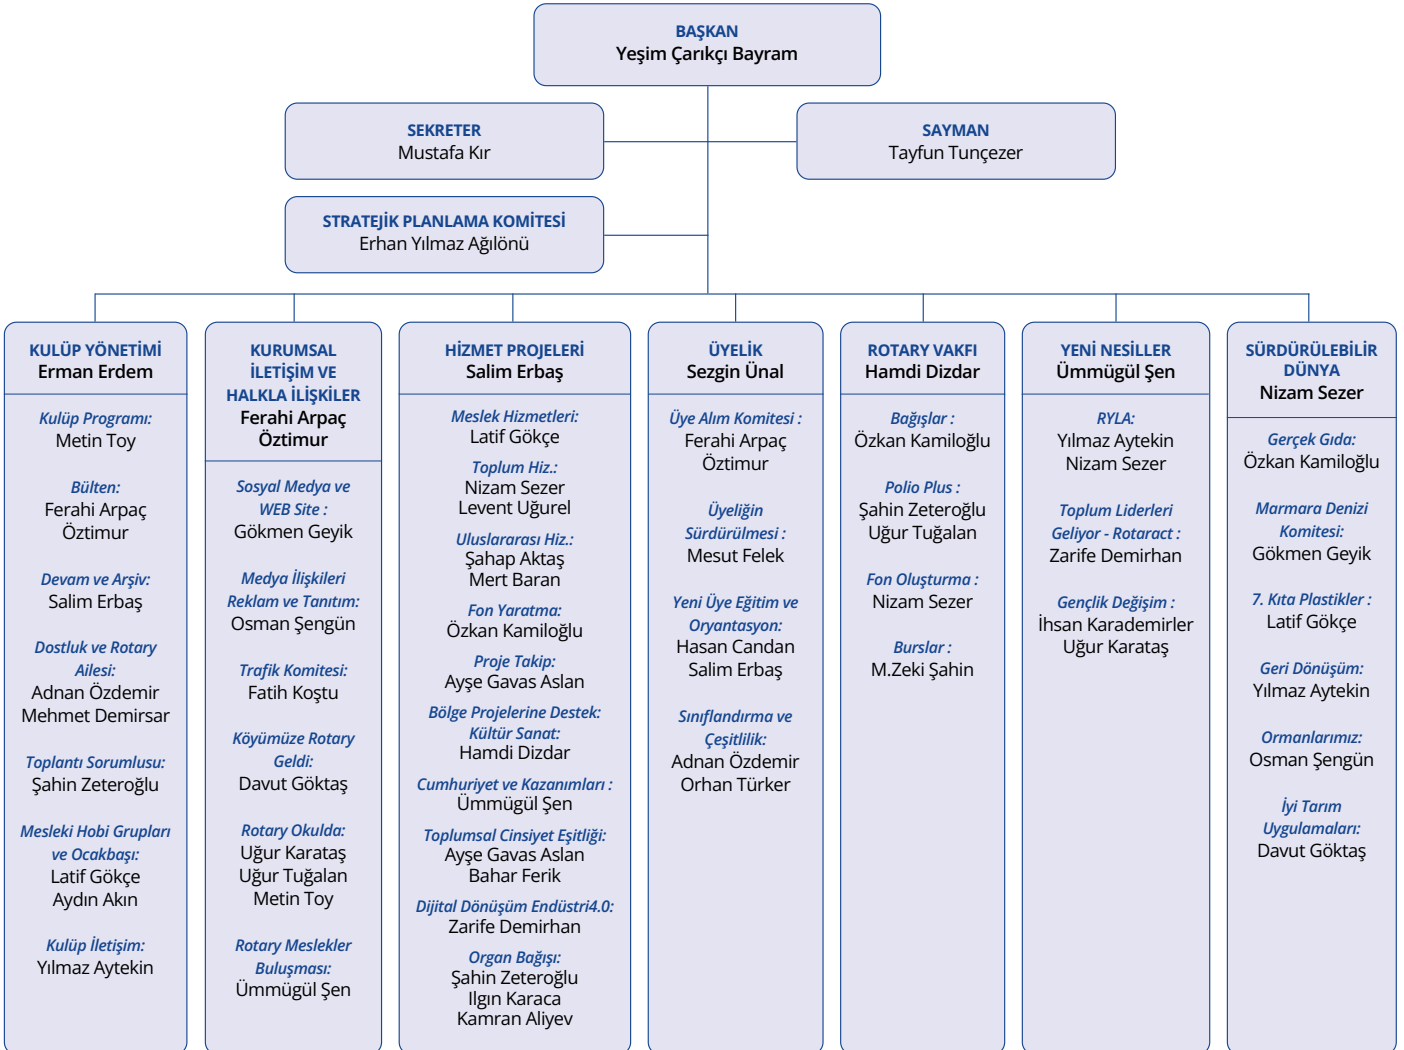 BAŞKAN
Yeşim Çarıkçı Bayram
SEKRETER
Mustafa Kır
SAYMAN
Tayfun Tunçezer
STRATEJİK PLANLAMA KOMİTESİ
Erhan Yılmaz Ağılönü
KULÜP YÖNETİMİ
Erman Erdem
Kulüp Programı:
Metin Toy
Bülten:
Ferahi Arpaç
Öztimur
Devam ve Arşiv:
Salim Erbaş
Dostluk ve Rotary
Ailesi:
Adnan Özdemir
Mehmet Demirsar
Toplantı Sorumlusu:
Şahin Zeteroğlu
Mesleki Hobi Grupları
ve Ocakbaşı:
Latif Gökçe
Aydın Akın
Kulüp İletişim:
Yılmaz Aytekin
KURUMSAL
İLETİŞİM VE
HALKLA İLİŞKİLER
Ferahi Arpaç
Öztimur
Sosyal Medya ve
WEB Site :
Gökmen Geyik
Medya İlişkileri
Reklam ve Tanıtım:
Osman Şengün
Trafik Komitesi:
Fatih Koştu
Köyümüze Rotary
Geldi:
Davut Göktaş
Rotary Okulda:
Uğur Karataş
Uğur Tuğalan
Metin Toy
Rotary Meslekler
Buluşması:
Ümmügül Şen
HİZMET PROJELERİ
Salim Erbaş
Meslek Hizmetleri:
Latif Gökçe
Toplum Hiz.:
Nizam Sezer
Levent Uğurel
Uluslararası Hiz.:
Şahap Aktaş
Mert Baran
Fon Yaratma:
Özkan Kamiloğlu
Proje Takip:
Ayşe Gavas Aslan
Bölge Projelerine Destek:
Kültür Sanat:
Hamdi Dizdar
Cumhuriyet ve Kazanımları :
Ümmügül Şen
Toplumsal Cinsiyet Eşitliği:
Ayşe Gavas Aslan
Bahar Ferik
Dijital Dönüşüm Endüstri4.0:
Zarife Demirhan
Organ Bağışı:
Şahin Zeteroğlu
Ilgın Karaca
Kamran Aliyev
ÜYELİK
Sezgin Ünal
Üye Alım Komitesi :
Ferahi Arpaç
Öztimur
Üyeliğin
Sürdürülmesi :
Mesut Felek
Yeni Üye Eğitim ve
Oryantasyon:
Hasan Candan
Salim Erbaş
Sınıflandırma ve
Çeşitlilik:
Adnan Özdemir
Orhan Türker
ROTARY VAKFI
Hamdi Dizdar
Bağışlar :
Özkan Kamiloğlu
Polio Plus :
Şahin Zeteroğlu
Uğur Tuğalan
Fon Oluşturma :
Nizam Sezer
Burslar :
M.Zeki Şahin
YENİ NESİLLER
Ümmügül Şen
RYLA:
Yılmaz Aytekin
Nizam Sezer
Toplum Liderleri
Geliyor - Rotaract :
Zarife Demirhan
Gençlik Değişim :
İhsan Karademirler
Uğur Karataş
SÜRDÜRÜLEBİLİR
DÜNYA
Nizam Sezer
Gerçek Gıda:
Özkan Kamiloğlu
Marmara Denizi
Komitesi:
Gökmen Geyik
7. Kıta Plastikler :
Latif Gökçe
Geri Dönüşüm:
Yılmaz Aytekin
Ormanlarımız:
Osman Şengün
İyi Tarım
Uygulamaları:
Davut Göktaş